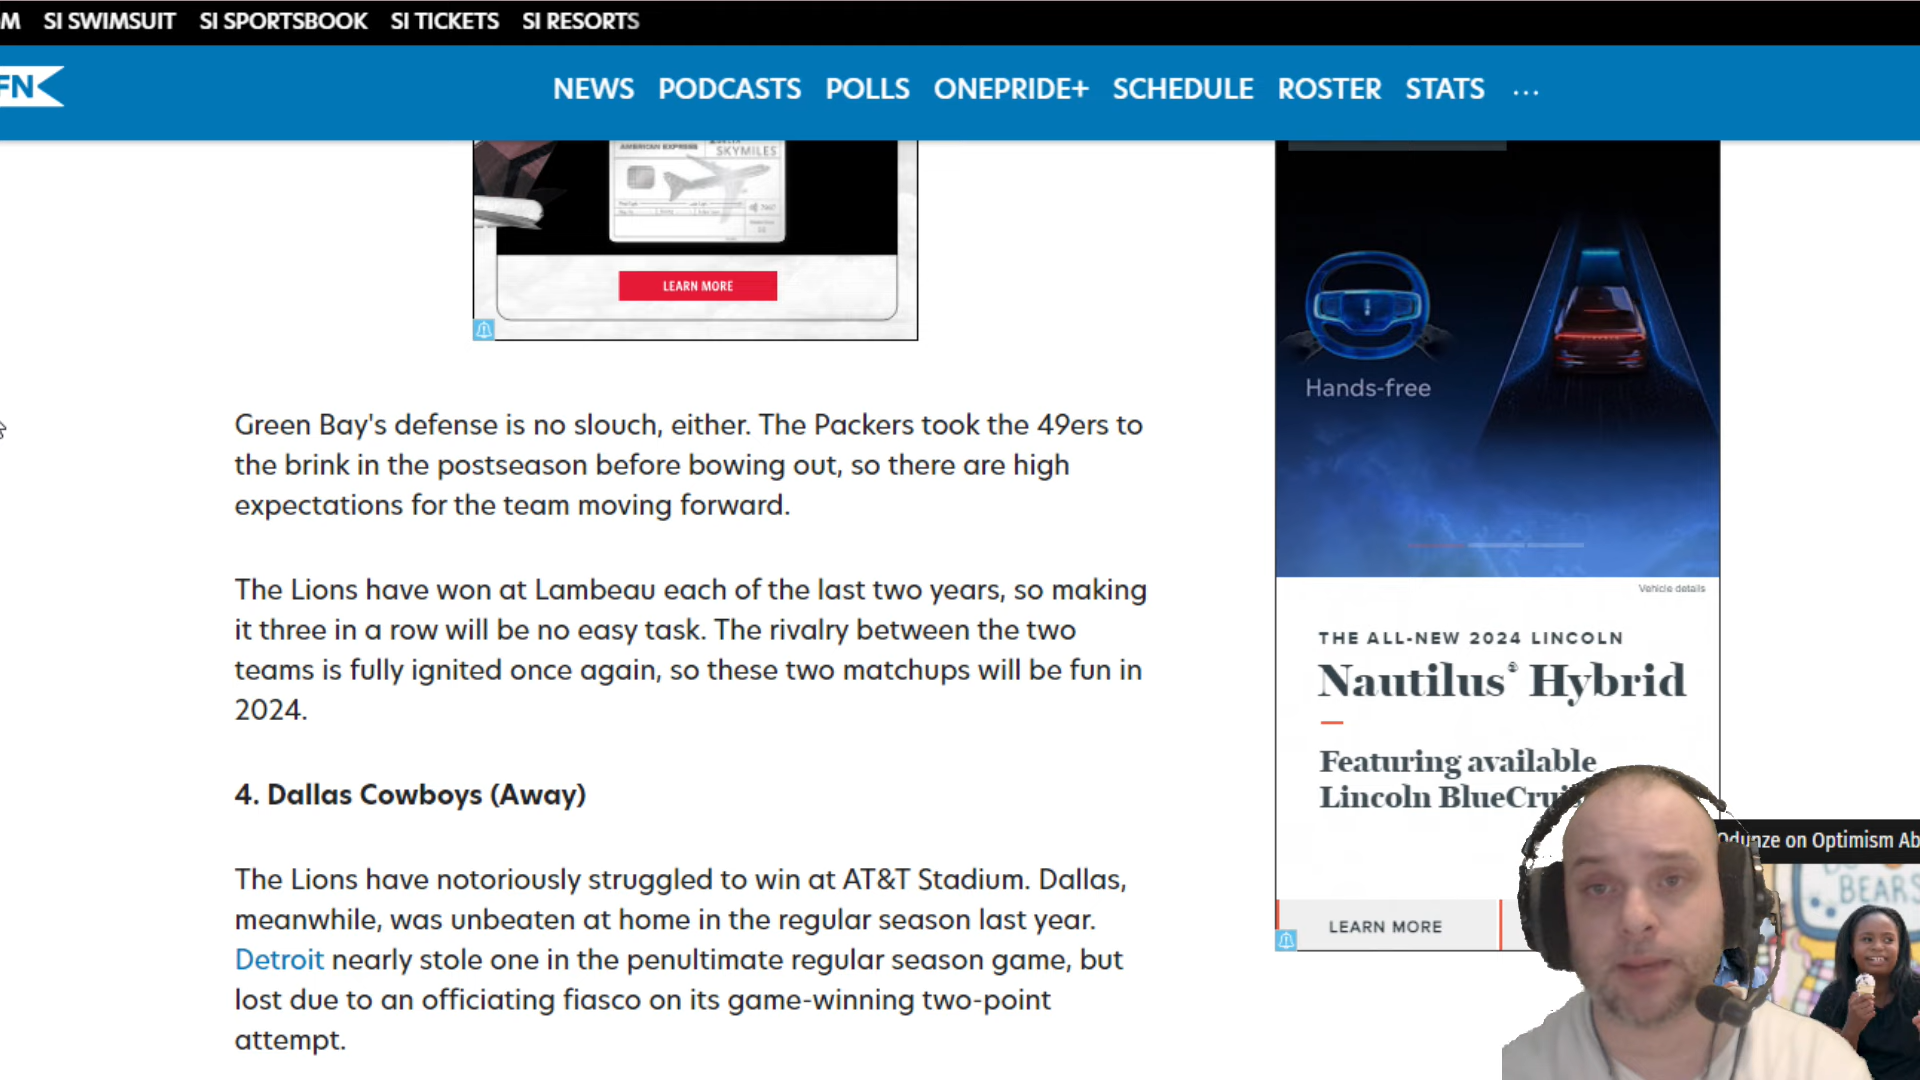 M SI SWIMSUIT SI SPORTSBOOK SI TICKETS SI RESORTS
FN NEWS PODCASTS POLLS ONEPRIDE+ SCHEDULE ROSTER STATS ...
AMERICAN EXPRESS
SKYMILES
LEARN MORE
Hands-free
Green Bay's defense is no slouch, either. The Packers took the 49ers to
the brink in the postseason before bowing out, so there are high
expectations for the team moving forward.
The Lions have won at Lambeau each of the last two years, so making
it three in a row will be no easy task. The rivalry between the two
teams is fully ignited once again, so these two matchups will be fun in
2024.
4. Dallas Cowboys (Away)
The Lions have notoriously struggled to win at AT&T Stadium. Dallas,
meanwhile, was unbeaten at home in the regular season last year.
Detroit nearly stole one in the penultimate regular season game, but
lost due to an officiating fiasco on its game-winning two-point
attempt.
Vehicle details
THE ALL-NEW 2024 LINCOLN
Nautilus® Hybrid
Featuring available
Lincoln BlueCrui
LEARN MORE
Odunze on Optimism Ab
BEARS